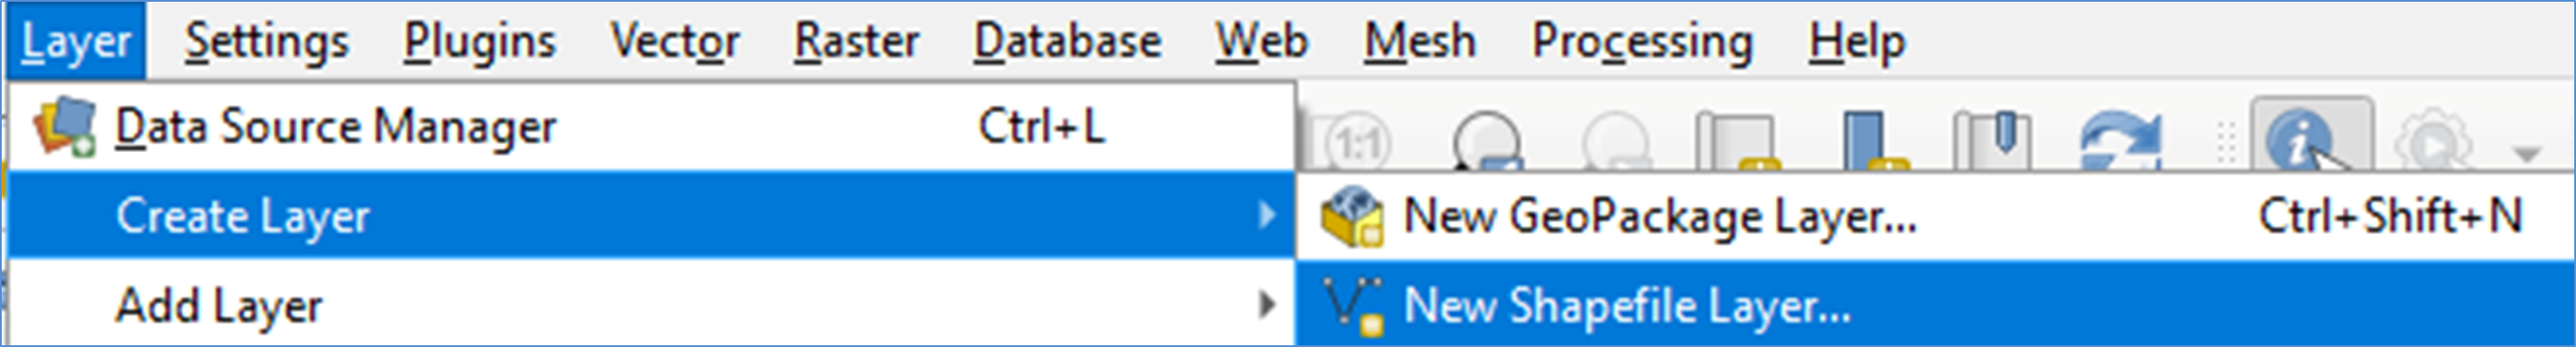 Layer Settings Plugins Vector Raster Database Web Mesh Processing Help
Data Source Manager Ctrl+L
1:1
Create Layer
New GeoPackage Layer... Ctrl+Shift+N
Add Layer
New Shapefile Layer...